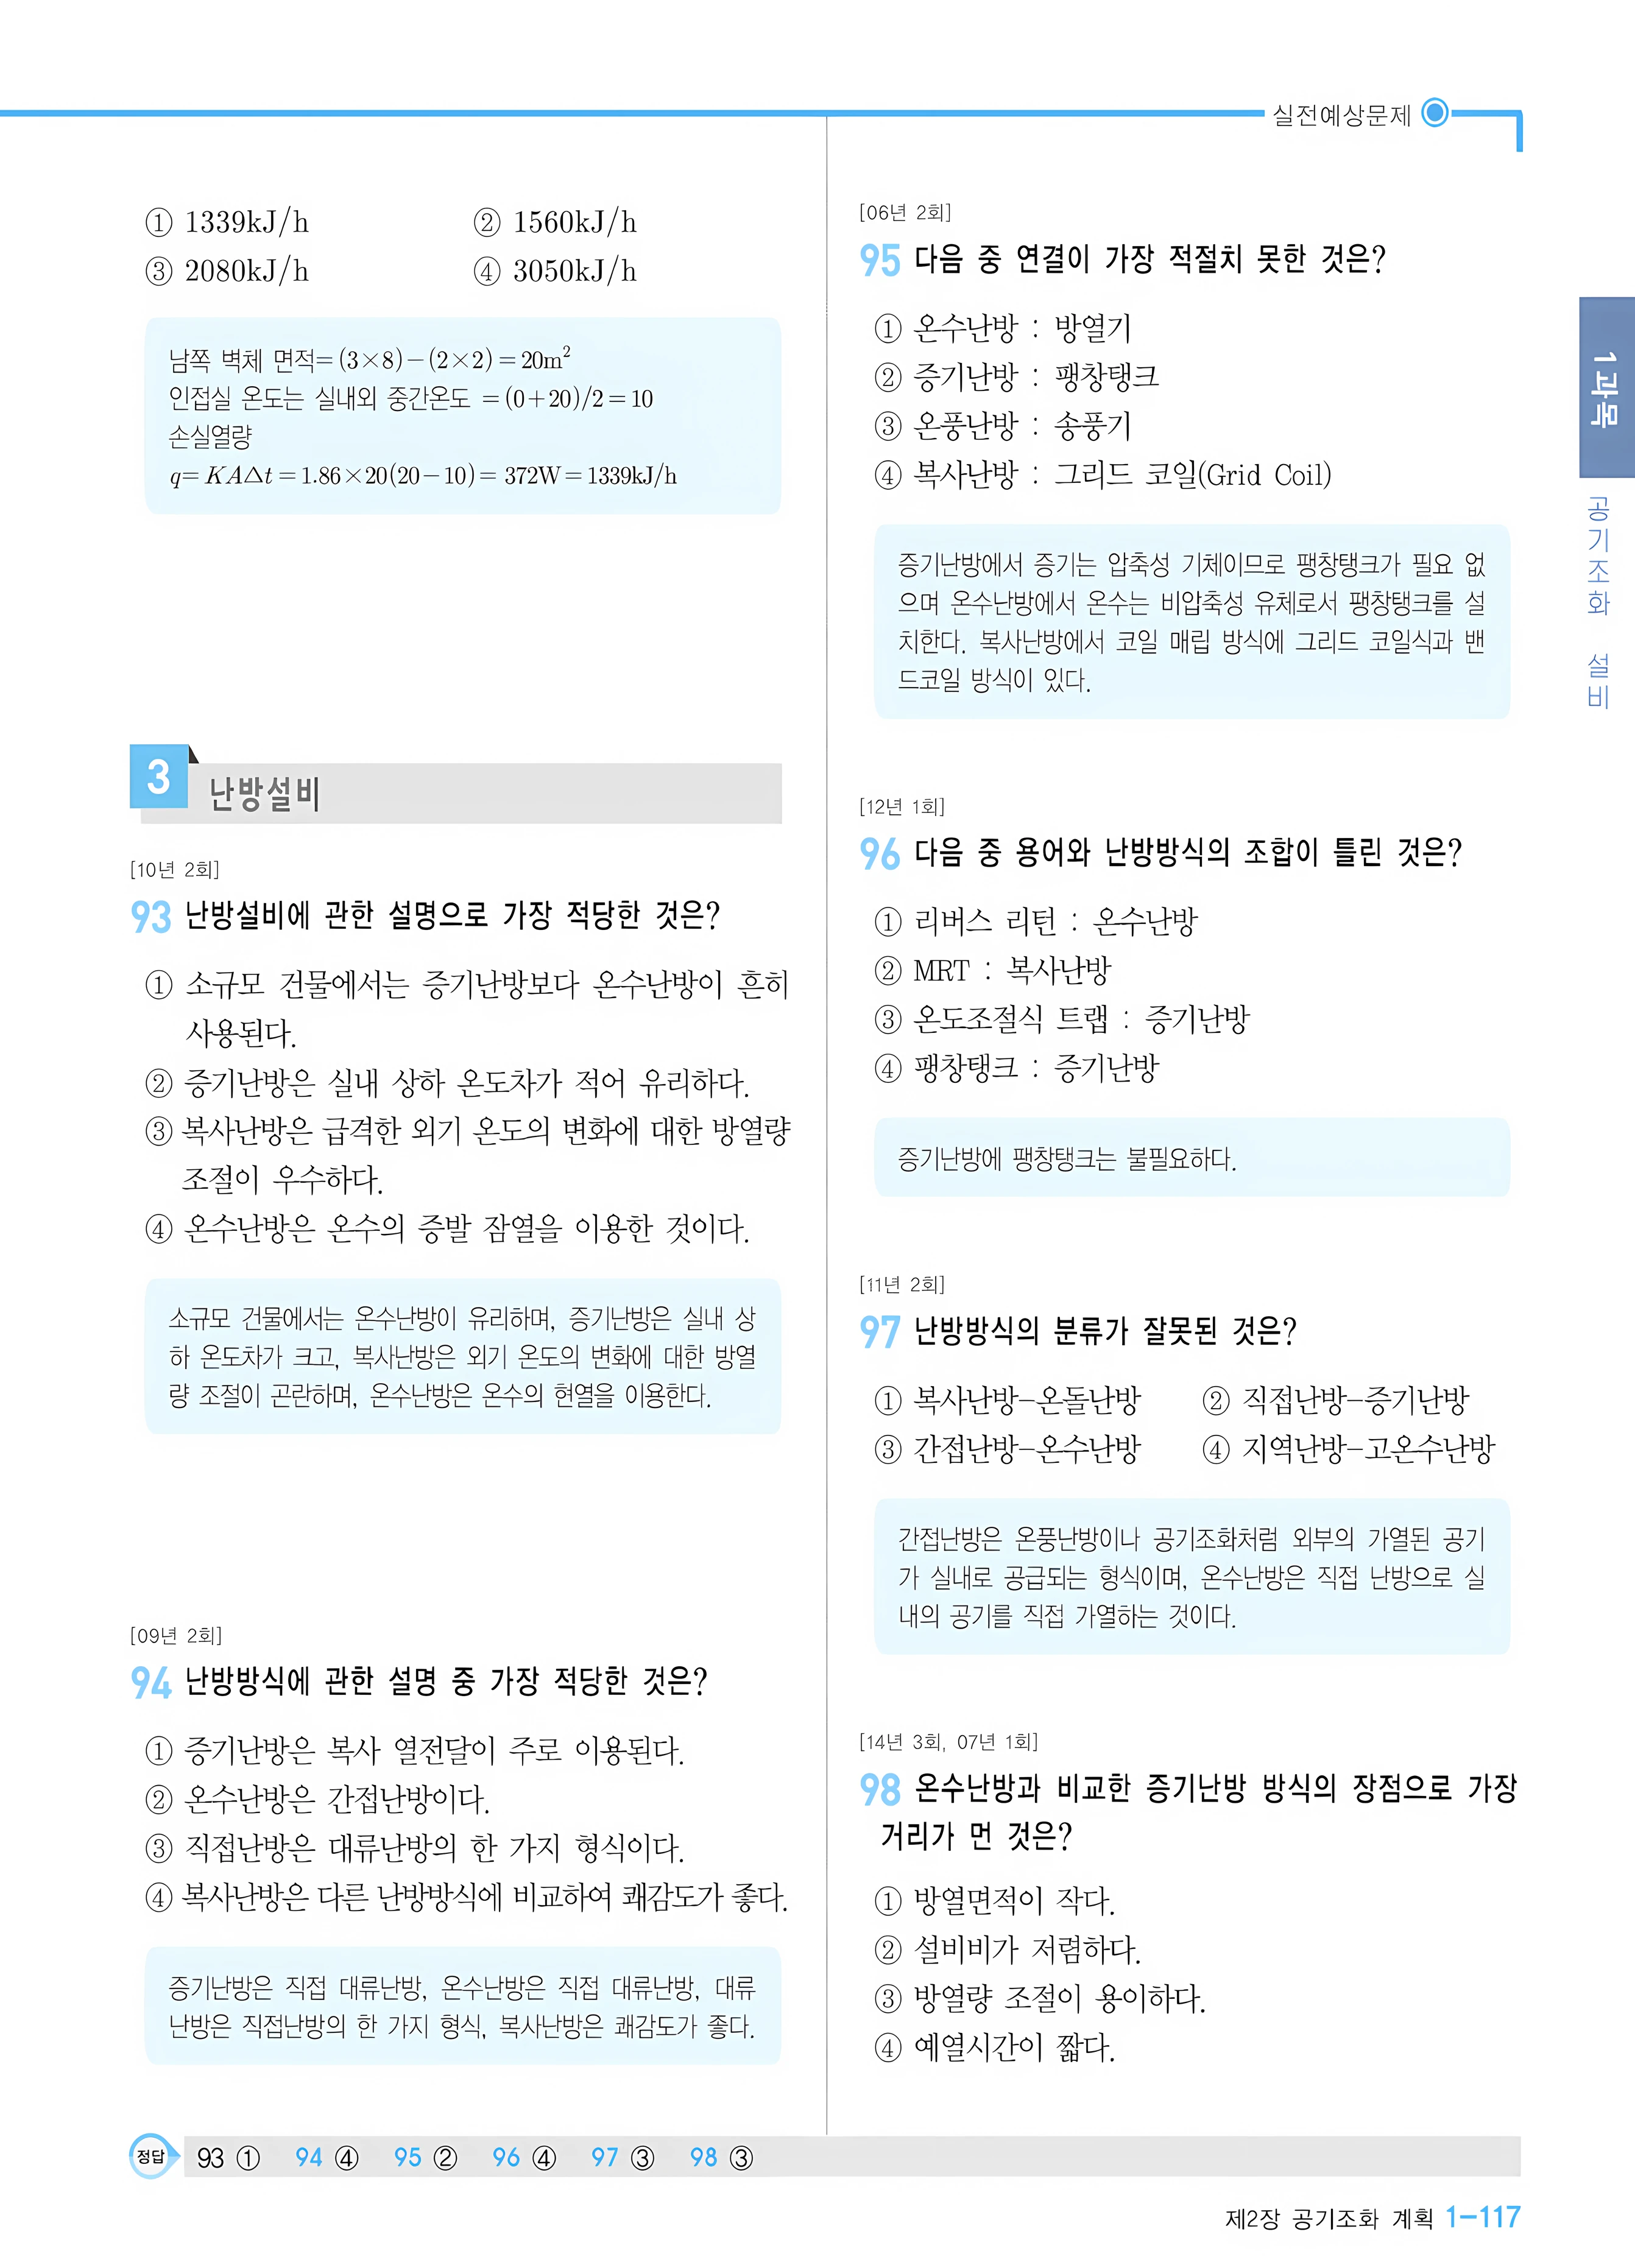 실전예상문제
① 1339kJ/h ② 1560kJ/h
③ 2080kJ/h ④ 3050kJ/h
남쪽 벽체 면적=(3×8)−(2×2)=20m²
인접실 온도는 실내외 중간온도 =(0+20)/2=10
손실열량
q=KA△t=1.86×20(20−10)=372W=1339kJ/h
3 난방설비
[10년 2회]
93 난방설비에 관한 설명으로 가장 적당한 것은?
① 소규모 건물에서는 증기난방보다 온수난방이 흔히
사용된다.
② 증기난방은 실내 상하 온도차가 적어 유리하다.
③ 복사난방은 급격한 외기 온도의 변화에 대한 방열량
조절이 우수하다.
④ 온수난방은 온수의 증발 잠열을 이용한 것이다.
소규모 건물에서는 온수난방이 유리하며, 증기난방은 실내 상
하 온도차가 크고, 복사난방은 외기 온도의 변화에 대한 방열
량 조절이 곤란하며, 온수난방은 온수의 현열을 이용한다.
[09년 2회]
94 난방방식에 관한 설명 중 가장 적당한 것은?
① 증기난방은 복사 열전달이 주로 이용된다.
② 온수난방은 간접난방이다.
③ 직접난방은 대류난방의 한 가지 형식이다.
④ 복사난방은 다른 난방방식에 비교하여 쾌감도가 좋다.
증기난방은 직접 대류난방, 온수난방은 직접 대류난방, 대류
난방은 직접난방의 한 가지 형식, 복사난방은 쾌감도가 좋다.
[06년 2회]
95 다음 중 연결이 가장 적절치 못한 것은?
① 온수난방 : 방열기
② 증기난방 : 팽창탱크
③ 온풍난방 : 송풍기
④ 복사난방 : 그리드 코일(Grid Coil)
증기난방에서 증기는 압축성 기체이므로 팽창탱크가 필요 없
으며 온수난방에서 온수는 비압축성 유체로서 팽창탱크를 설
치한다. 복사난방에서 코일 매립 방식에 그리드 코일식과 밴
드코일 방식이 있다.
[12년 1회]
96 다음 중 용어와 난방방식의 조합이 틀린 것은?
① 리버스 리턴 : 온수난방
② MRT : 복사난방
③ 온도조절식 트랩 : 증기난방
④ 팽창탱크 : 증기난방
증기난방에 팽창탱크는 불필요하다.
[11년 2회]
97 난방방식의 분류가 잘못된 것은?
① 복사난방–온돌난방 ② 직접난방–증기난방
③ 간접난방–온수난방 ④ 지역난방–고온수난방
간접난방은 온풍난방이나 공기조화처럼 외부의 가열된 공기
가 실내로 공급되는 형식이며, 온수난방은 직접 난방으로 실
내의 공기를 직접 가열하는 것이다.
[14년 3회, 07년 1회]
98 온수난방과 비교한 증기난방 방식의 장점으로 가장
거리가 먼 것은?
① 방열면적이 작다.
② 설비비가 저렴하다.
③ 방열량 조절이 용이하다.
④ 예열시간이 짧다.
1과목
공기조화 설비
정답 93 ① 94 ④ 95 ② 96 ④ 97 ③ 98 ③
제2장 공기조화 계획 1-117